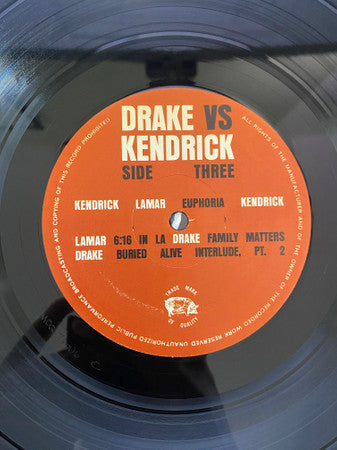 DRAKE VS
KENDRICK
SIDE THREE
KENDRICK LAMAR EUPHORIA KENDRICK
LAMAR 6:16 IN LA DRAKE FAMILY MATTERS
DRAKE BURIED ALIVE INTERLUDE, PT. 2
TRADE MARK
OF QUALITY
ALL RIGHTS OF THE MANUFACTURER AND OF THE OWNER OF THE RECORDED WORK RESERVED UNAUTHORIZED PUBLIC PERFORMANCE BROADCASTING AND COPYING OF THIS RECORD PROHIBITED